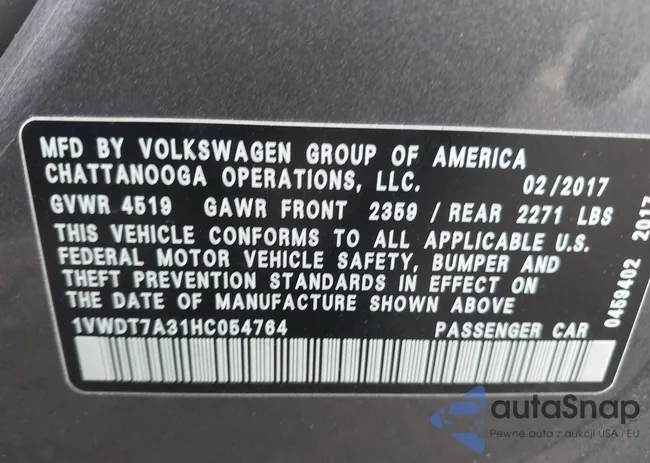 MFD BY VOLKSWAGEN GROUP OF AMERICA
CHATTANOOGA OPERATIONS, LLC. 02/2017
GVWR 4519 GAWR FRONT 2359 / REAR 2271 LBS
THIS VEHICLE CONFORMS TO ALL APPLICABLE U.S.
FEDERAL MOTOR VEHICLE SAFETY, BUMPER AND
THEFT PREVENTION STANDARDS IN EFFECT ON
THE DATE OF MANUFACTURE SHOWN ABOVE
1VWDT7A31HC054764 PASSENGER CAR
0459402 2017
autaSnap
Pewne auta z aukcji USA i EU